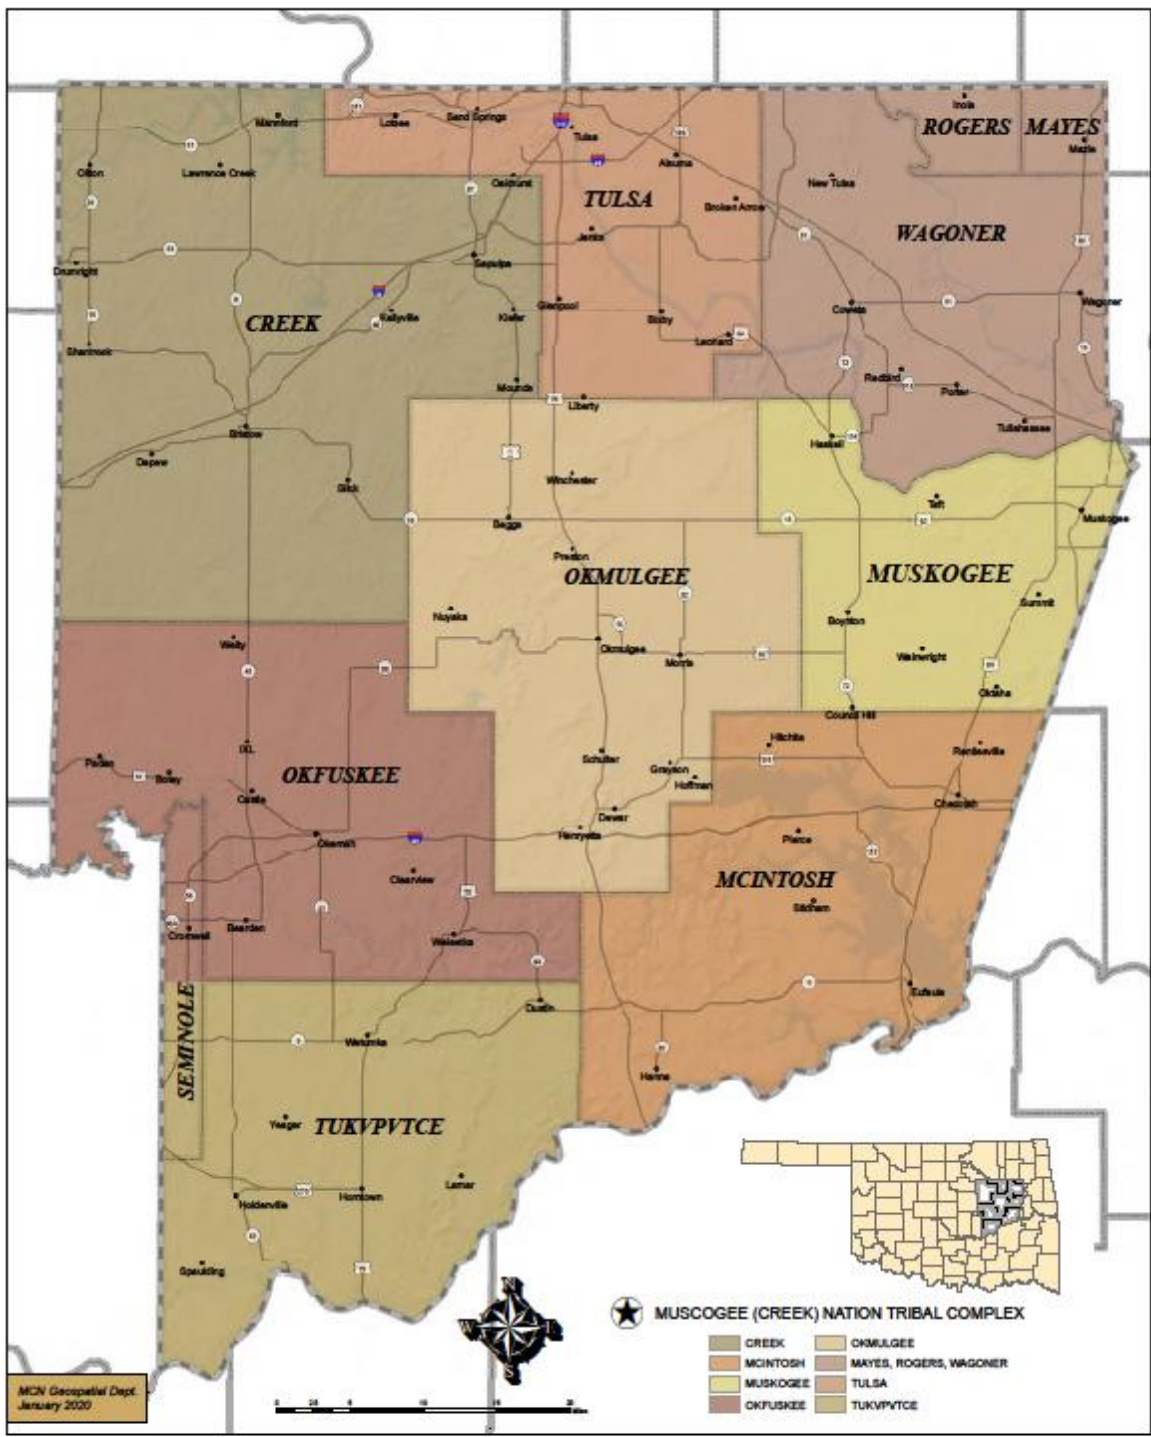 Inola
ROGERS MAYES
Mazie
Mannford
Lotsee
Sand Springs
Tulsa
Alsuma
Olton
Lawrence Creek
Oakhurst
New Tulsa
TULSA
Broken Arrow
WAGONER
Jenks
Drumright
Sapulpa
Kellyville
Kiefer
Glenpool
Bixby
Coweta
Wagoner
CREEK
Shamrock
Leonard
Mounds
Redbird
Porter
Liberty
Tullahassee
Bristow
Haskell
Depew
Slick
Winchester
Taft
Beggs
Muskogee
Preston
OKMULGEE
MUSKOGEE
Summit
Nuyaka
Boynton
Welty
Okmulgee
Morris
Wainwright
Oktaha
Council Hill
IXL
Hitchita
Rentiesville
Paden
Boley
OKFUSKEE
Schulter
Grayson
Hoffman
Castle
Checotah
Dewar
Okemah
Henryetta
Pierce
Clearview
MCINTOSH
Stidham
Cromwell
Bearden
Weleetka
SEMINOLE
Eufaula
Dustin
Wetumka
Hanna
Yeager
TUKVPVTCE
Lamar
Holdenville
Horntown
Spaulding
N
W E
S
MUSCOGEE (CREEK) NATION TRIBAL COMPLEX
CREEK OKMULGEE
MCINTOSH MAYES, ROGERS, WAGONER
MUSKOGEE TULSA
OKFUSKEE TUKVPVTCE
MCN Geospatial Dept.
January 2020